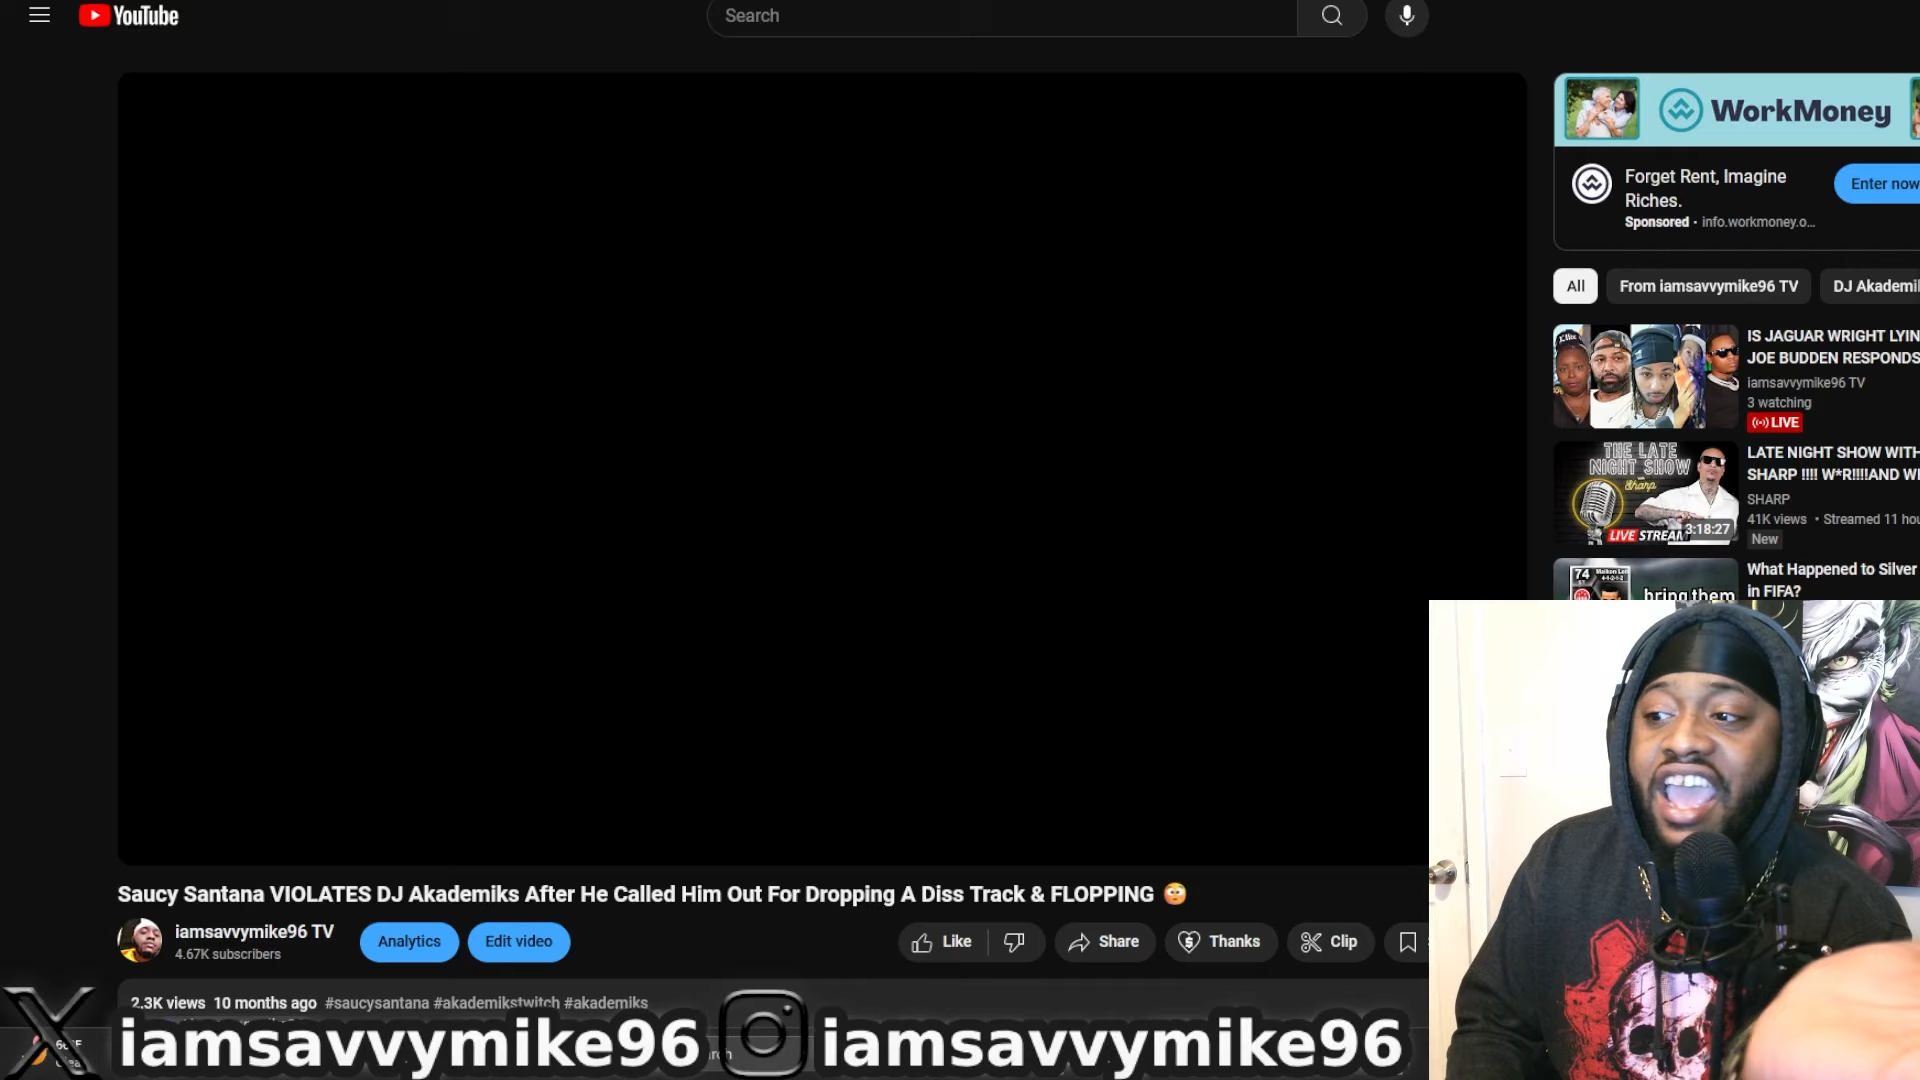 YouTube
Search
WorkMoney
Forget Rent, Imagine
Riches.
Sponsored · info.workmoney.o...
Enter now
All
From iamsavvymike96 TV
DJ Akademi
IS JAGUAR WRIGHT LYIN
JOE BUDDEN RESPONDS
iamsavvymike96 TV
3 watching
LIVE
THE LATE
NIGHT SHOW
Sharp
LIVE STREAM
3:18:27
LATE NIGHT SHOW WITH
SHARP !!!! W*R!!!!AND WI
SHARP
41K views • Streamed 11 hou
New
74
bring them
What Happened to Silver
in FIFA?
Saucy Santana VIOLATES DJ Akademiks After He Called Him Out For Dropping A Diss Track & FLOPPING 😳
iamsavvymike96 TV
4.67K subscribers
Analytics
Edit video
Like
Share
Thanks
Clip
2.3K views 10 months ago #saucysantana #akademikstwitch #akademiks
iamsavvymike96
iamsavvymike96